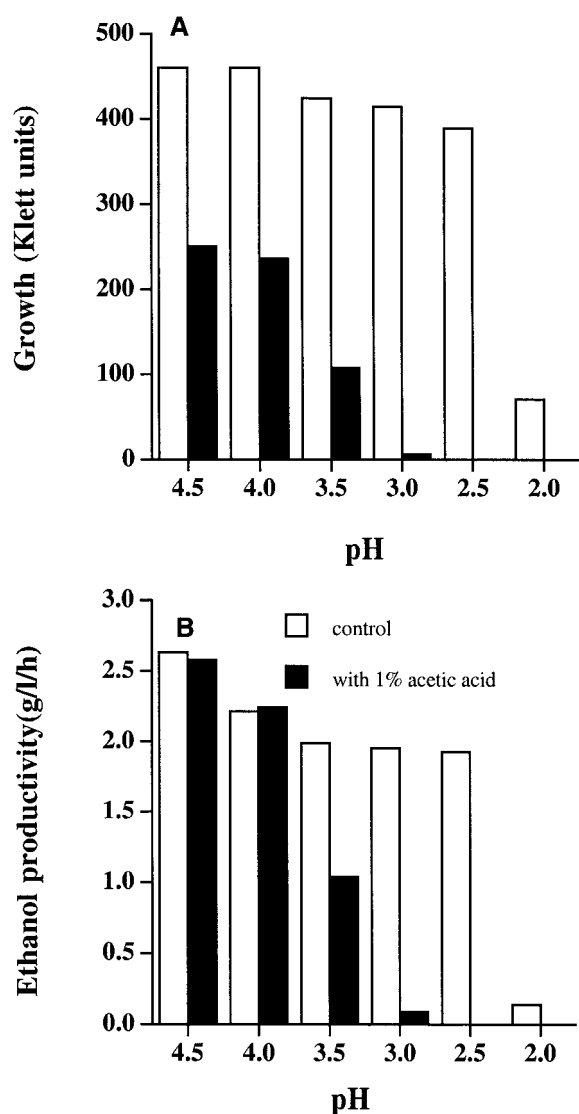 A
Growth (Klett units)
500
400
300
200
100
0
4.5 4.0 3.5 3.0 2.5 2.0
pH
B
control
with 1% acetic acid
Ethanol productivity(g/l/h)
3.0
2.5
2.0
1.5
1.0
0.5
0.0
4.5 4.0 3.5 3.0 2.5 2.0
pH